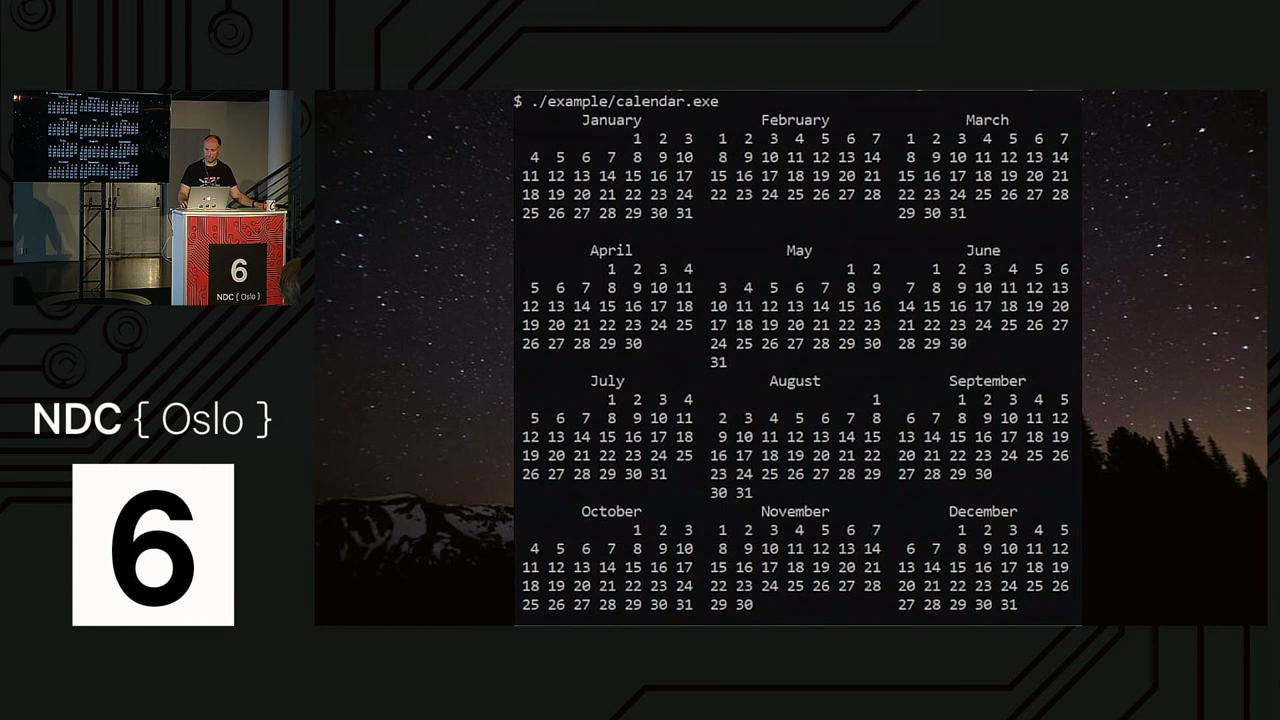 $ ./example/calendar.exe
January February March
1 2 3 1 2 3 4 5 6 7 1 2 3 4 5 6 7
4 5 6 7 8 9 10 8 9 10 11 12 13 14 8 9 10 11 12 13 14
11 12 13 14 15 16 17 15 16 17 18 19 20 21 15 16 17 18 19 20 21
18 19 20 21 22 23 24 22 23 24 25 26 27 28 22 23 24 25 26 27 28
25 26 27 28 29 30 31 29 30 31
April May June
1 2 3 4 1 2 1 2 3 4 5 6
5 6 7 8 9 10 11 3 4 5 6 7 8 9 7 8 9 10 11 12 13
12 13 14 15 16 17 18 10 11 12 13 14 15 16 14 15 16 17 18 19 20
19 20 21 22 23 24 25 17 18 19 20 21 22 23 21 22 23 24 25 26 27
26 27 28 29 30 24 25 26 27 28 29 30 28 29 30
31
July August September
1 2 3 4 1 1 2 3 4 5
5 6 7 8 9 10 11 2 3 4 5 6 7 8 6 7 8 9 10 11 12
12 13 14 15 16 17 18 9 10 11 12 13 14 15 13 14 15 16 17 18 19
19 20 21 22 23 24 25 16 17 18 19 20 21 22 20 21 22 23 24 25 26
26 27 28 29 30 31 23 24 25 26 27 28 29 27 28 29 30
30 31
October November December
1 2 3 1 2 3 4 5 6 7 1 2 3 4 5
4 5 6 7 8 9 10 8 9 10 11 12 13 14 6 7 8 9 10 11 12
11 12 13 14 15 16 17 15 16 17 18 19 20 21 13 14 15 16 17 18 19
18 19 20 21 22 23 24 22 23 24 25 26 27 28 20 21 22 23 24 25 26
25 26 27 28 29 30 31 29 30 27 28 29 30 31
6
NDC { Oslo }
NDC { Oslo }
6